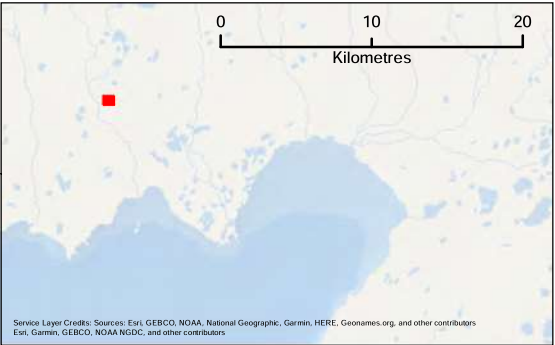 0 10 20
Kilometres
Service Layer Credits: Sources: Esri, GEBCO, NOAA, National Geographic, Garmin, HERE, Geonames.org, and other contributors
Esri, Garmin, GEBCO, NOAA NGDC, and other contributors